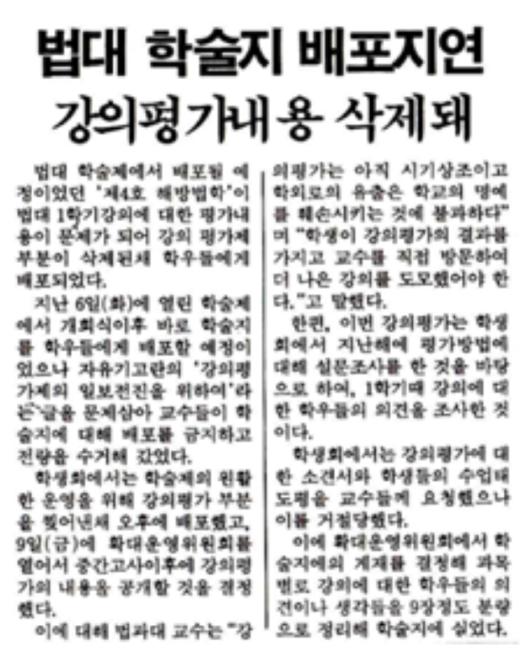 법대 학술지 배포지연
강의평가내용 삭제돼
법대 학술제에서 배포될 예
정이었던 '제4호 해방법학'이
법대 1학기강의에 대한 평가내
용이 문제가 되어 강의 평가제
부분이 삭제된채 학우들에게
배포되었다.
지난 6일(화)에 열린 학술제
에서 개회식이후 바로 학술지
를 학우들에게 배포할 예정이
었으나 자유기고란의 '강의평
가제의 일보전진을 위하여'라
는 글을 문제삼아 교수들이 학
술지에 대해 배포를 금지하고
전량을 수거해 갔었다.
학생회에서는 학술제의 원활
한 운영을 위해 강의평가 부분
을 찢어낸채 오후에 배포했고,
9일(금)에 확대운영위원회를
열어서 중간고사이후에 강의평
가의 내용을 공개할 것을 결정
했다.
이에 대해 법과대 교수는 "강
의평가는 아직 시기상조이고
학외로의 유출은 학교의 명예
를 훼손시키는 것에 불과하다"
며 "학생이 강의평가의 결과를
가지고 교수를 직접 방문하여
더 나은 강의를 도모했어야 한
다."고 말했다.
한편, 이번 강의평가는 학생
회에서 지난해에 평가방법에
대해 설문조사를 한 것을 바탕
으로 하여, 1학기때 강의에 대
한 학우들의 의견을 조사한 것
이다.
학생회에서는 강의평가에 대
한 소견서와 학생들의 수업태
도평을 교수들께 요청했으나
이를 거절당했다.
이에 확대운영위원회에서 학
술지에의 게재를 결정해 과목
별로 강의에 대한 학우들의 의
견이나 생각들을 9장정도 분량
으로 정리해 학술지에 실었다.